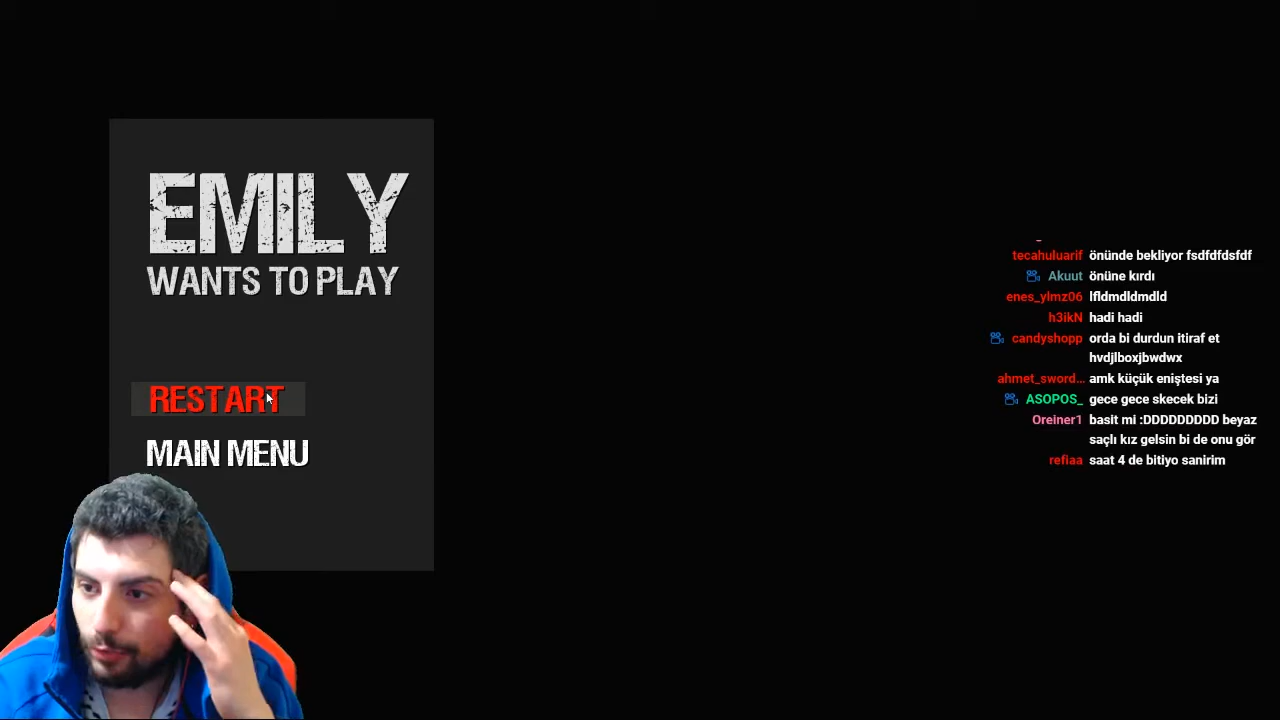 EMILY
WANTS TO PLAY
RESTART
MAIN MENU
tecahuluarif önünde bekliyor fsdfdfdsfdf
Akuut önüne kırdı
enes_ylmz06 lfldmdldmdld
h3ikN hadi hadi
candyshopp orda bi durdun itiraf et
hvdjlboxjbwdwx
ahmet_sword... amk küçük eniştesi ya
ASOPOS_ gece gece skecek bizi
Oreiner1 basit mi :DDDDDDDDD beyaz
saçlı kız gelsin bi de onu gör
refiaa saat 4 de bitiyo sanirim